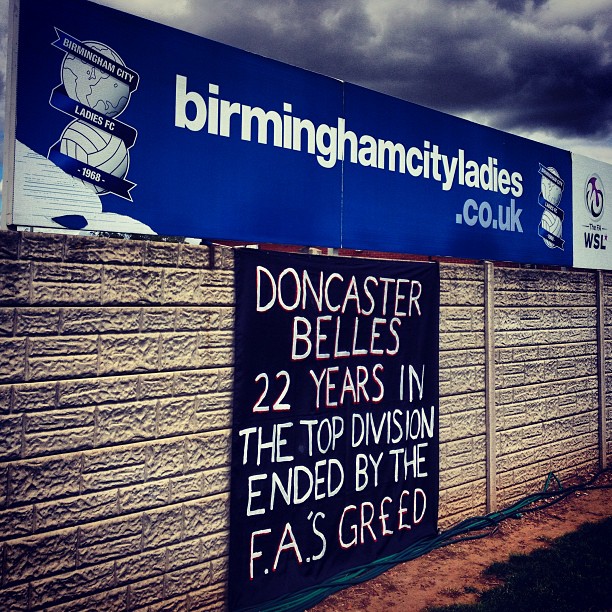 BIRMINGHAM CITY
LADIES FC
- 1968 -
birminghamcityladies
.co.uk
The FA
WSL
DONCASTER
BELLES
22 YEARS IN
THE TOP DIVISION
ENDED BY THE
F.A.'S GR££D